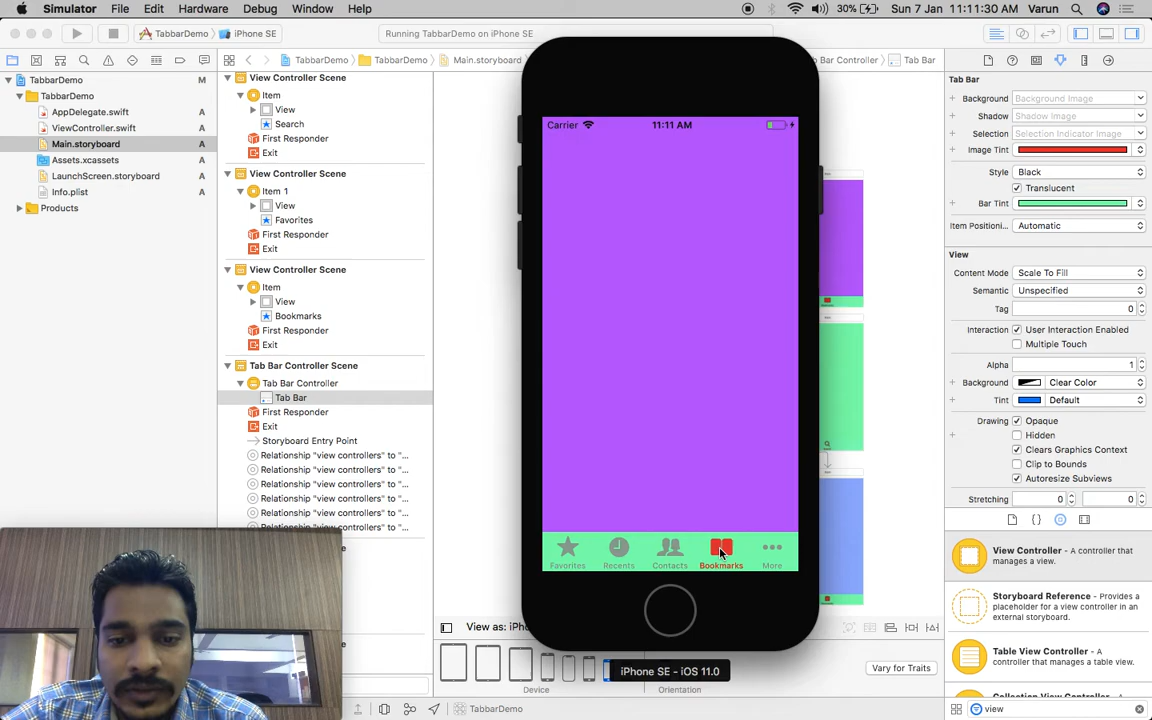 Simulator File Edit Hardware Debug Window Help 30% Sun 7 Jan 11:11:30 AM Varun
TabbarDemo iPhone SE Running TabbarDemo on iPhone SE
TabbarDemo TabbarDemo Main.storyboard Bar Controller Tab Bar
TabbarDemo M
TabbarDemo
AppDelegate.swift A
ViewController.swift A
Main.storyboard A
Assets.xcassets A
LaunchScreen.storyboard A
Info.plist A
Products
View Controller Scene
Item
View
Search
First Responder
Exit
View Controller Scene
Item 1
View
Favorites
First Responder
Exit
View Controller Scene
Item
View
Bookmarks
First Responder
Exit
Tab Bar Controller Scene
Tab Bar Controller
Tab Bar
First Responder
Exit
Storyboard Entry Point
Relationship "view controllers" to "...
Relationship "view controllers" to "...
Relationship "view controllers" to "...
Relationship "view controllers" to "...
Relationship "view controllers" to "...
Relationship "view controllers" to "...
Carrier 11:11 AM
Favorites Recents Contacts Bookmarks More
iPhone SE - iOS 11.0
View as: iPh
Vary for Traits
Device Orientation
TabbarDemo
Tab Bar
Background Background Image
Shadow Shadow Image
Selection Selection Indicator Image
Image Tint
Style Black
Translucent
Bar Tint
Item Positioni... Automatic
View
Content Mode Scale To Fill
Semantic Unspecified
Tag 0
Interaction User Interaction Enabled
Multiple Touch
Alpha 1
Background Clear Color
Tint Default
Drawing Opaque
Hidden
Clears Graphics Context
Clip to Bounds
Autoresize Subviews
Stretching 0 0
View Controller - A controller that
manages a view.
Storyboard Reference - Provides a
placeholder for a view controller in an
external storyboard.
Table View Controller - A
controller that manages a table view.
Collection View Controller - A
view